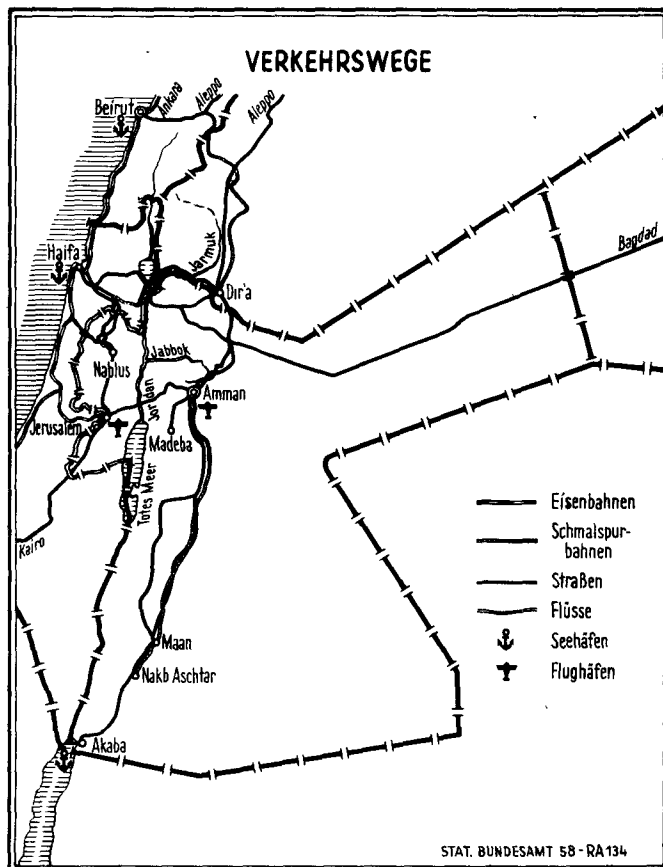 VERKEHRSWEGE
Beirut
Ankara
Aleppo
Aleppo
Haifa
Jarmuk
Bagdad
Dir'a
Nablus
Jabbok
Jordan
Amman
Jerusalem
Madeba
Totes Meer
Kairo
Maan
Nakb Aschtar
Akaba
Eisenbahnen
Schmalspur-
bahnen
Straßen
Flüsse
Seehäfen
Flughäfen
STAT. BUNDESAMT 58-RA134